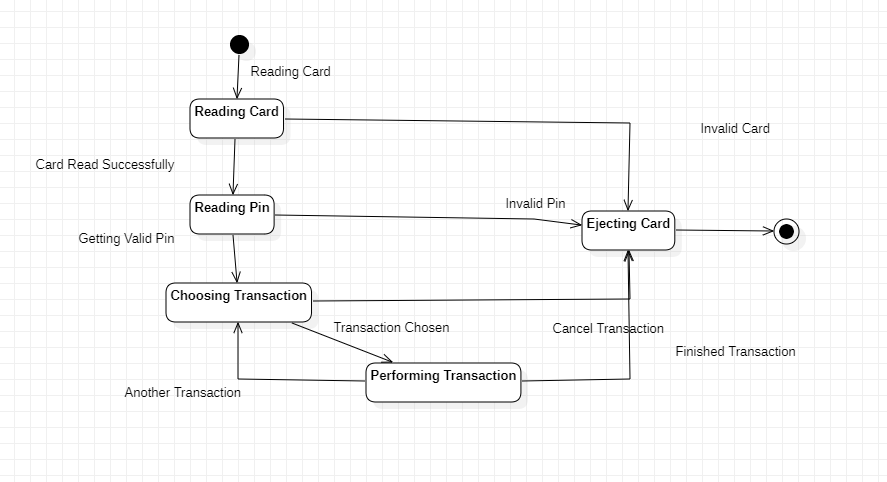 Reading Card
Reading Card
Invalid Card
Card Read Successfully
Reading Pin
Invalid Pin
Ejecting Card
Getting Valid Pin
Choosing Transaction
Transaction Chosen
Cancel Transaction
Finished Transaction
Performing Transaction
Another Transaction